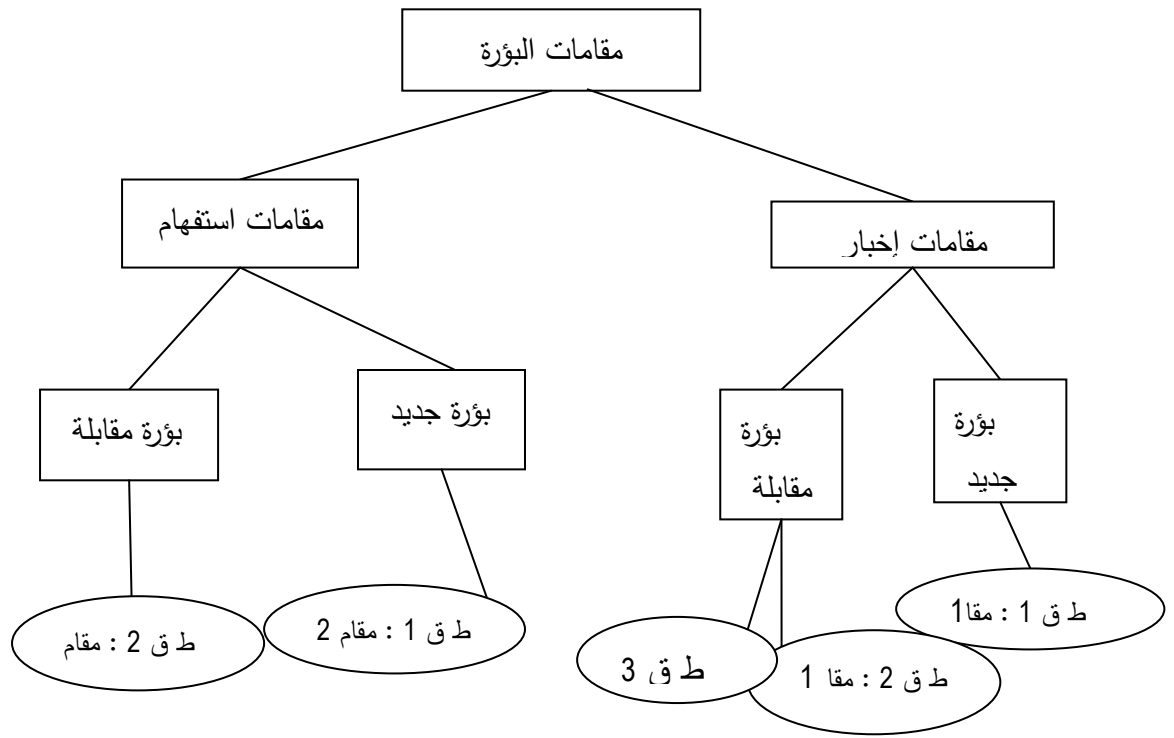 مقامات البؤرة
مقامات إخبار
مقامات استفهام
بؤرة
جديد
بؤرة
مقابلة
بؤرة جديد
بؤرة مقابلة
ط ق 1 : مقا1
ط ق 2 : مقا 1
ط ق 3
ط ق 1 : مقام 2
ط ق 2 : مقام